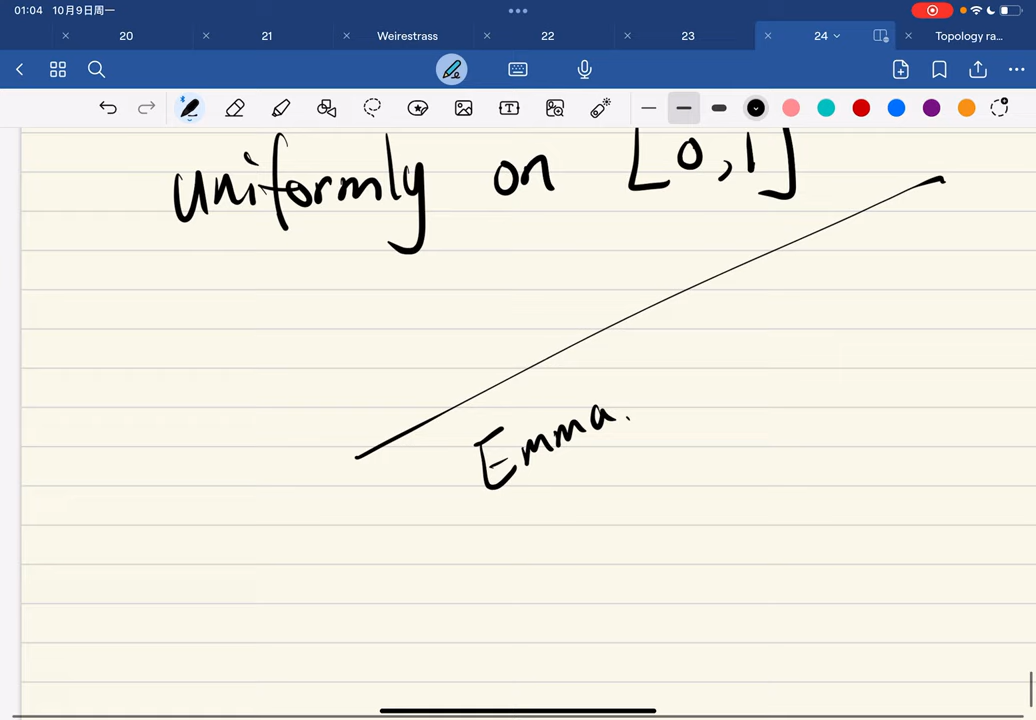 01:04 10月9日周一
20 21 Weirestrass 22 23 24 Topology ra...
uniformly on [0,1]
Emma.